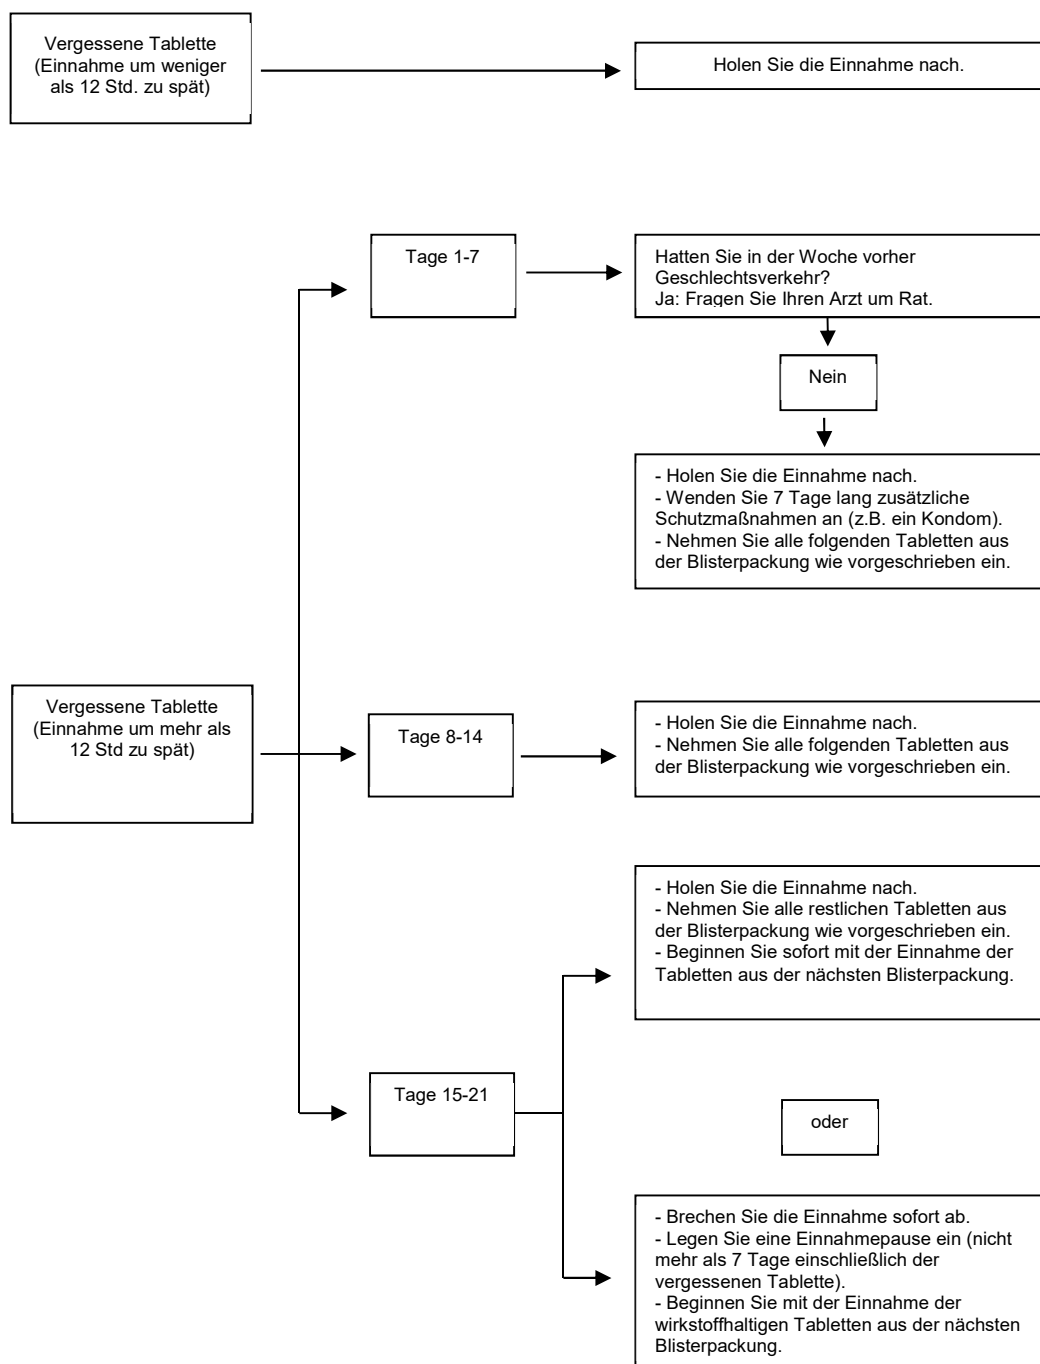 Vergessene Tablette
(Einnahme um weniger
als 12 Std. zu spät)
Holen Sie die Einnahme nach.
Tage 1-7
Hatten Sie in der Woche vorher
Geschlechtsverkehr?
Ja: Fragen Sie Ihren Arzt um Rat.
Nein
- Holen Sie die Einnahme nach.
- Wenden Sie 7 Tage lang zusätzliche
Schutzmaßnahmen an (z.B. ein Kondom).
- Nehmen Sie alle folgenden Tabletten aus
der Blisterpackung wie vorgeschrieben ein.
Vergessene Tablette
(Einnahme um mehr als
12 Std zu spät)
Tage 8-14
- Holen Sie die Einnahme nach.
- Nehmen Sie alle folgenden Tabletten aus
der Blisterpackung wie vorgeschrieben ein.
- Holen Sie die Einnahme nach.
- Nehmen Sie alle restlichen Tabletten aus
der Blisterpackung wie vorgeschrieben ein.
- Beginnen Sie sofort mit der Einnahme der
Tabletten aus der nächsten Blisterpackung.
Tage 15-21
oder
- Brechen Sie die Einnahme sofort ab.
- Legen Sie eine Einnahmepause ein (nicht
mehr als 7 Tage einschließlich der
vergessenen Tablette).
- Beginnen Sie mit der Einnahme der
wirkstoffhaltigen Tabletten aus der nächsten
Blisterpackung.